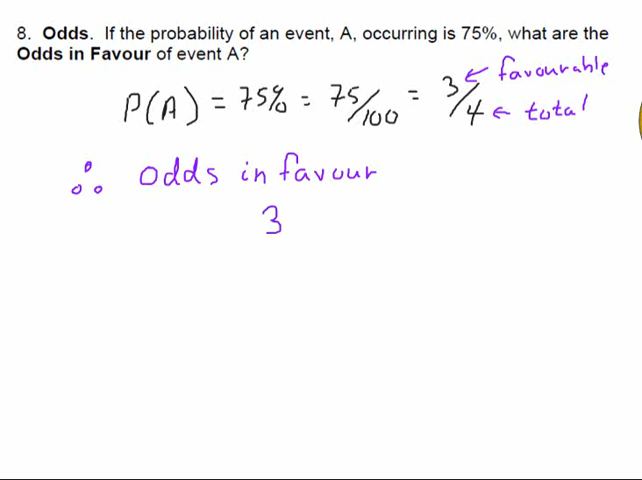 8. Odds. If the probability of an event, A, occurring is 75%, what are the
Odds in Favour of event A?
P(A) = 75% = 75/100 = 3/4 ← favourable
← total
∴ Odds in favour
3